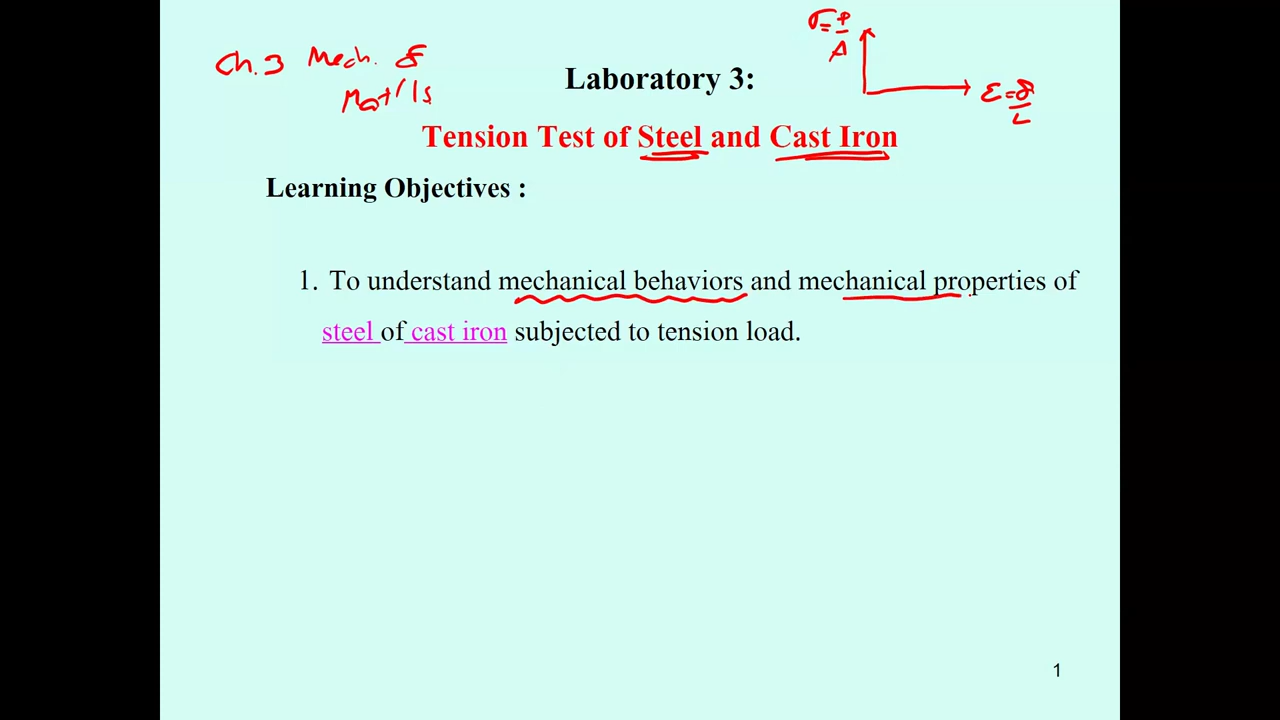 Ch.3 Mech. of
Mat'ls
σ=P/A
ε=δ/L
Laboratory 3:
Tension Test of Steel and Cast Iron
Learning Objectives :
1. To understand mechanical behaviors and mechanical properties of
steel of cast iron subjected to tension load.
1